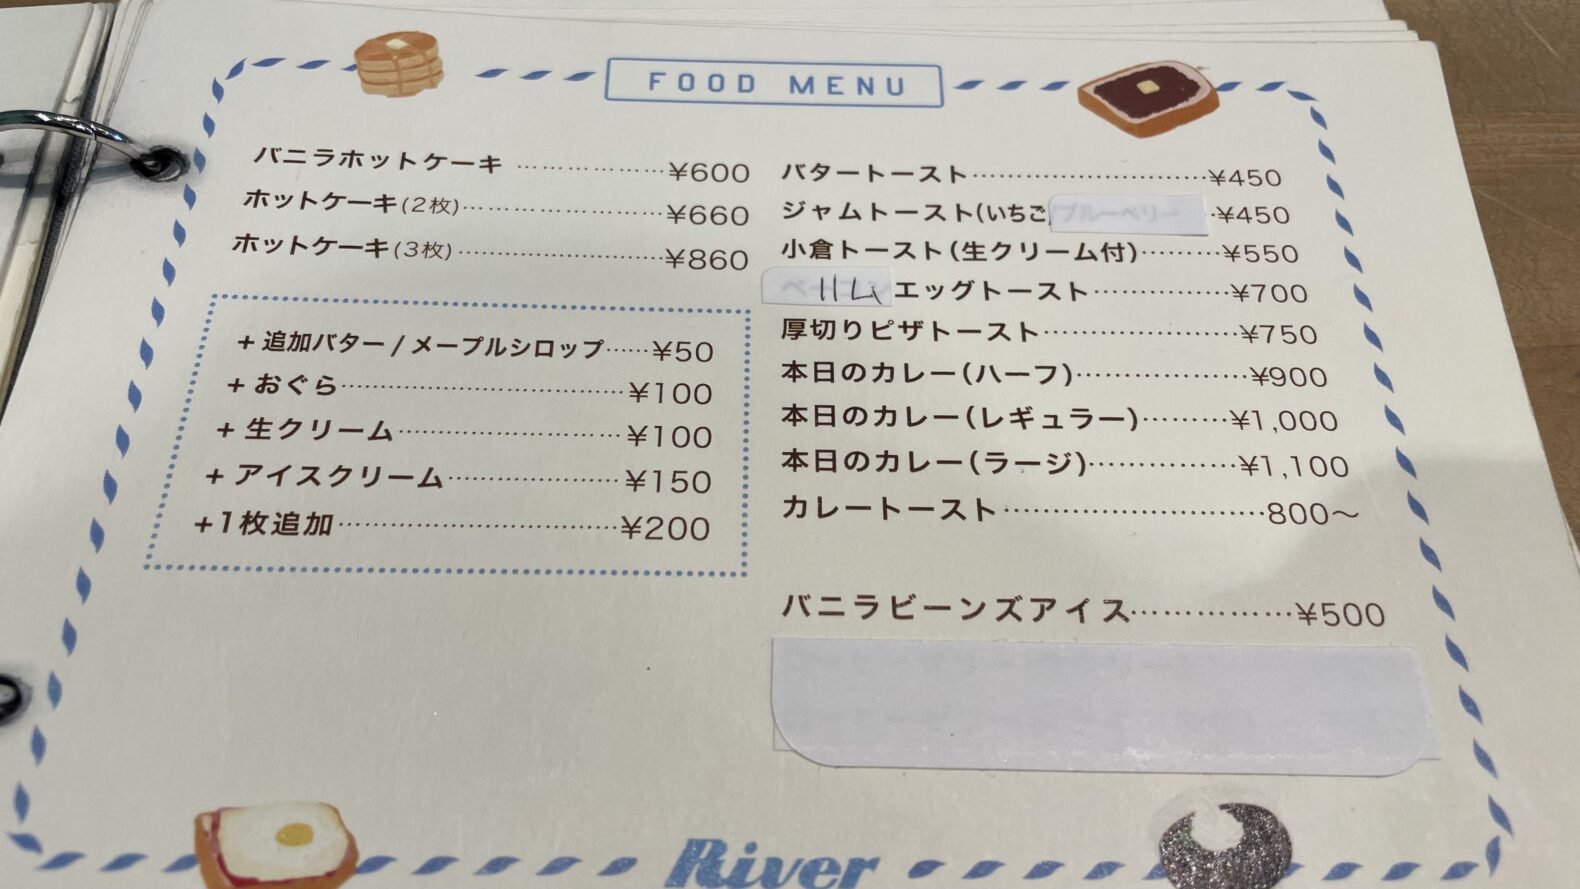 FOOD MENU
バニラホットケーキ ……………… ¥600
ホットケーキ(2枚)……………… ¥660
ホットケーキ(3枚)……………… ¥860
+ 追加バター / メープルシロップ…… ¥50
+ おぐら……………… ¥100
+ 生クリーム……………… ¥100
+ アイスクリーム……………… ¥150
+1枚追加……………… ¥200
バタートースト……………… ¥450
ジャムトースト(いちご ブルーベリー ¥450
小倉トースト(生クリーム付)……… ¥550
ハム エッグトースト……………… ¥700
厚切りピザトースト……………… ¥750
本日のカレー(ハーフ)……………… ¥900
本日のカレー(レギュラー)……… ¥1,000
本日のカレー(ラージ)……………… ¥1,100
カレートースト……………… 800〜
バニラビーンズアイス……………… ¥500
River